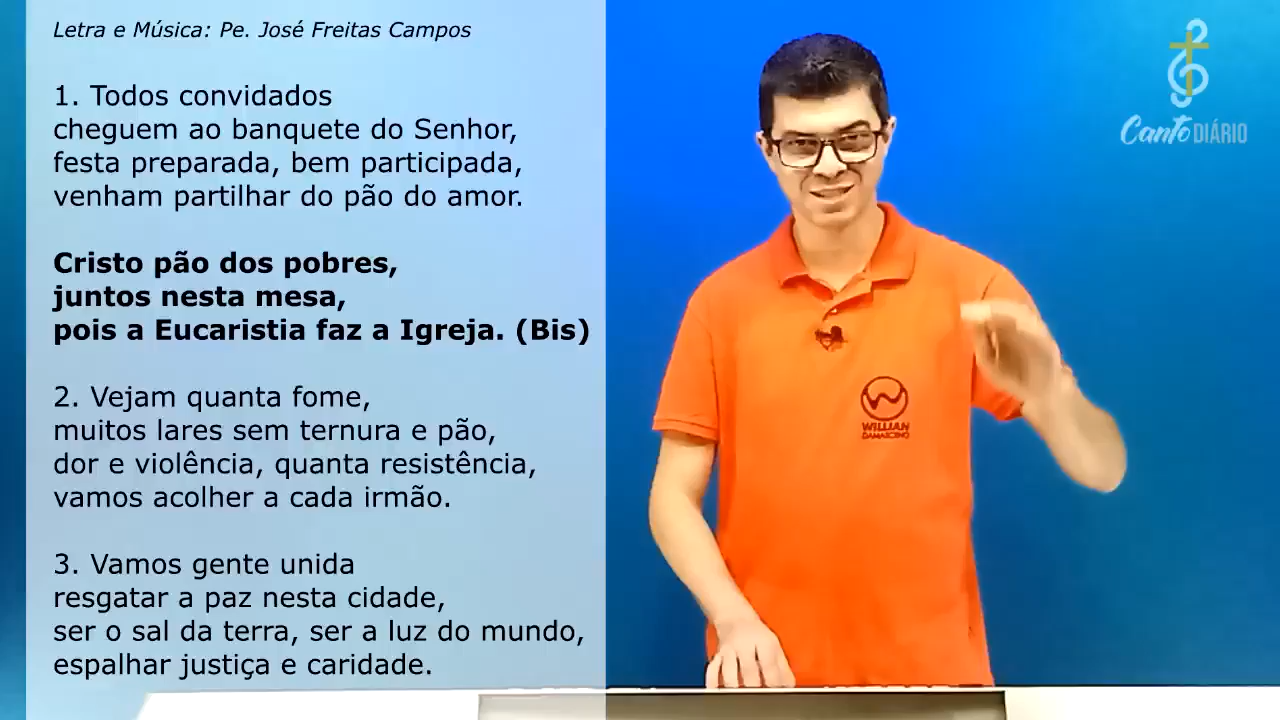 Letra e Música: Pe. José Freitas Campos
1. Todos convidados
cheguem ao banquete do Senhor,
festa preparada, bem participada,
venham partilhar do pão do amor.
Cristo pão dos pobres,
juntos nesta mesa,
pois a Eucaristia faz a Igreja. (Bis)
2. Vejam quanta fome,
muitos lares sem ternura e pão,
dor e violência, quanta resistência,
vamos acolher a cada irmão.
3. Vamos gente unida
resgatar a paz nesta cidade,
ser o sal da terra, ser a luz do mundo,
espalhar justiça e caridade.
Canto DIÁRIO
WILLIAN
DAMASCENO